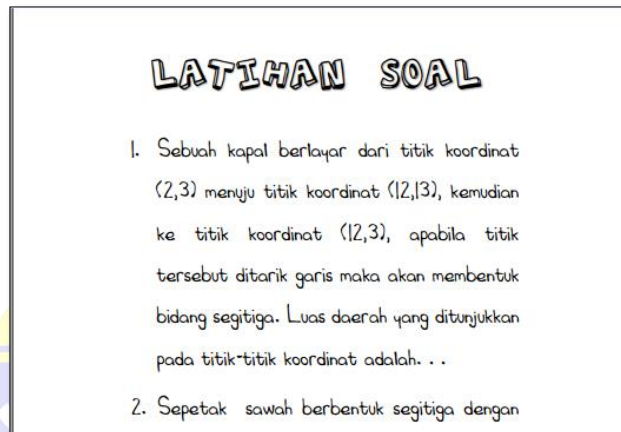 LATIHAN SOAL
1. Sebuah kapal berlayar dari titik koordinat
(2,3) menuju titik koordinat (12,13), kemudian
ke titik koordinat (12,3), apabila titik
tersebut ditarik garis maka akan membentuk
bidang segitiga. Luas daerah yang ditunjukkan
pada titik-titik koordinat adalah. . .
2. Sepetak sawah berbentuk segitiga dengan